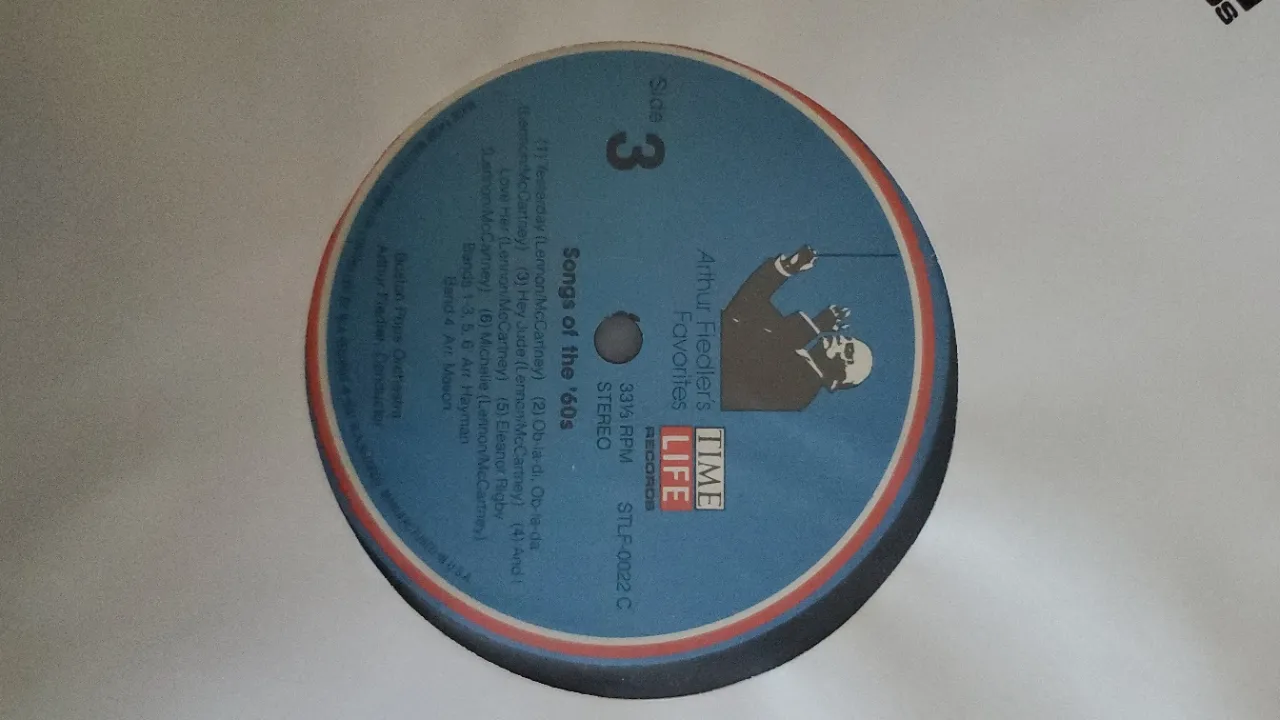 TIME
LIFE
RECORDS
Arthur Fiedler's
Favorites
Side
3
33⅓ RPM
STLF-0022 C
STEREO
Songs of the '60s
(1) Yesterday (Lennon/McCartney) (2) Ob-la-di, Ob-la-da
(Lennon/McCartney) (3) Hey Jude (Lennon/McCartney) (4) And I
Love Her (Lennon/McCartney) (5) Eleanor Rigby
(Lennon/McCartney) (6) Michelle (Lennon/McCartney)
Bands 1-3, 5, 6 Arr. Hayman
Band 4 Arr. Mason
Boston Pops Orchestra
Arthur Fiedler, Conductor